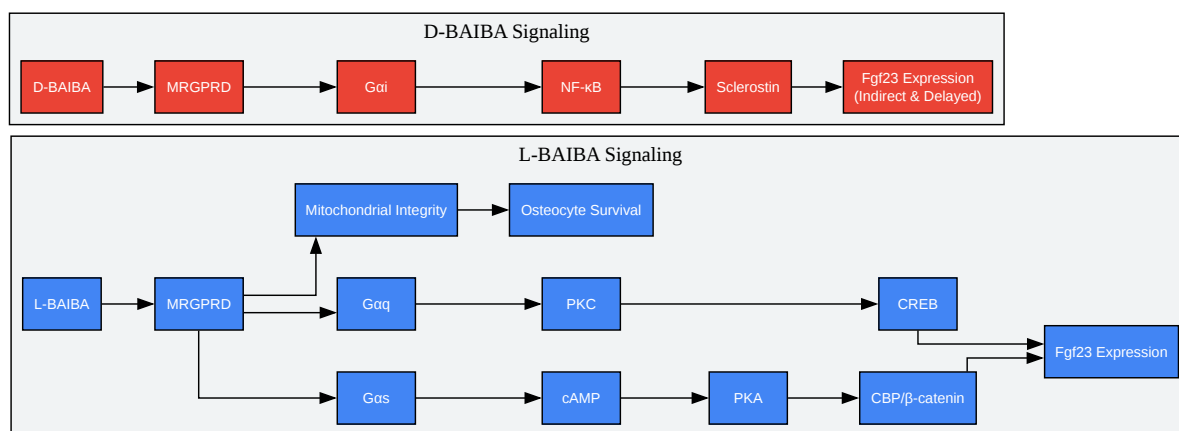 D-BAIBA Signaling
D-BAIBA
MRGPRD
Gαi
NF-κB
Sclerostin
Fgf23 Expression
(Indirect & Delayed)
L-BAIBA Signaling
Mitochondrial Integrity
Osteocyte Survival
L-BAIBA
MRGPRD
Gαq
PKC
CREB
Fgf23 Expression
Gαs
cAMP
PKA
CBP/β-catenin